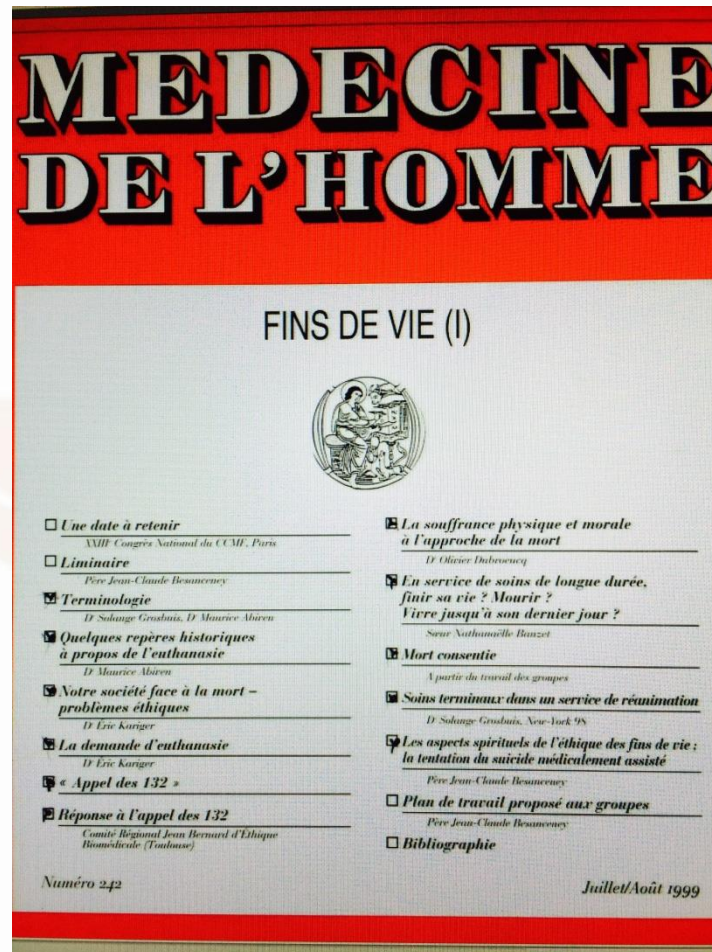 MEDECINE
DE L'HOMME
FINS DE VIE (I)
Une date à retenir
XXIIIe Congrès National du CCMF, Paris
Liminaire
Père Jean-Claude Besanceney
Terminologie
Dr Solange Grosbuis, Dr Maurice Abiven
Quelques repères historiques
à propos de l'euthanasie
Dr Maurice Abiven
Notre société face à la mort –
problèmes éthiques
Dr Éric Kariger
La demande d'euthanasie
Dr Éric Kariger
« Appel des 132 »
Réponse à l'appel des 132
Comité Régional Jean Bernard d'Éthique
Biomédicale (Toulouse)
La souffrance physique et morale
à l'approche de la mort
Dr Olivier Dubroeucq
En service de soins de longue durée,
finir sa vie ? Mourir ?
Vivre jusqu'à son dernier jour ?
Sœur Nathanaëlle Banzet
Mort consentie
A partir du travail des groupes
Soins terminaux dans un service de réanimation
Dr Solange Grosbuis, New-York 98
Les aspects spirituels de l'éthique des fins de vie :
la tentation du suicide médicalement assisté
Père Jean-Claude Besanceney
Plan de travail proposé aux groupes
Père Jean-Claude Besanceney
Bibliographie
Numéro 242
Juillet/Août 1999